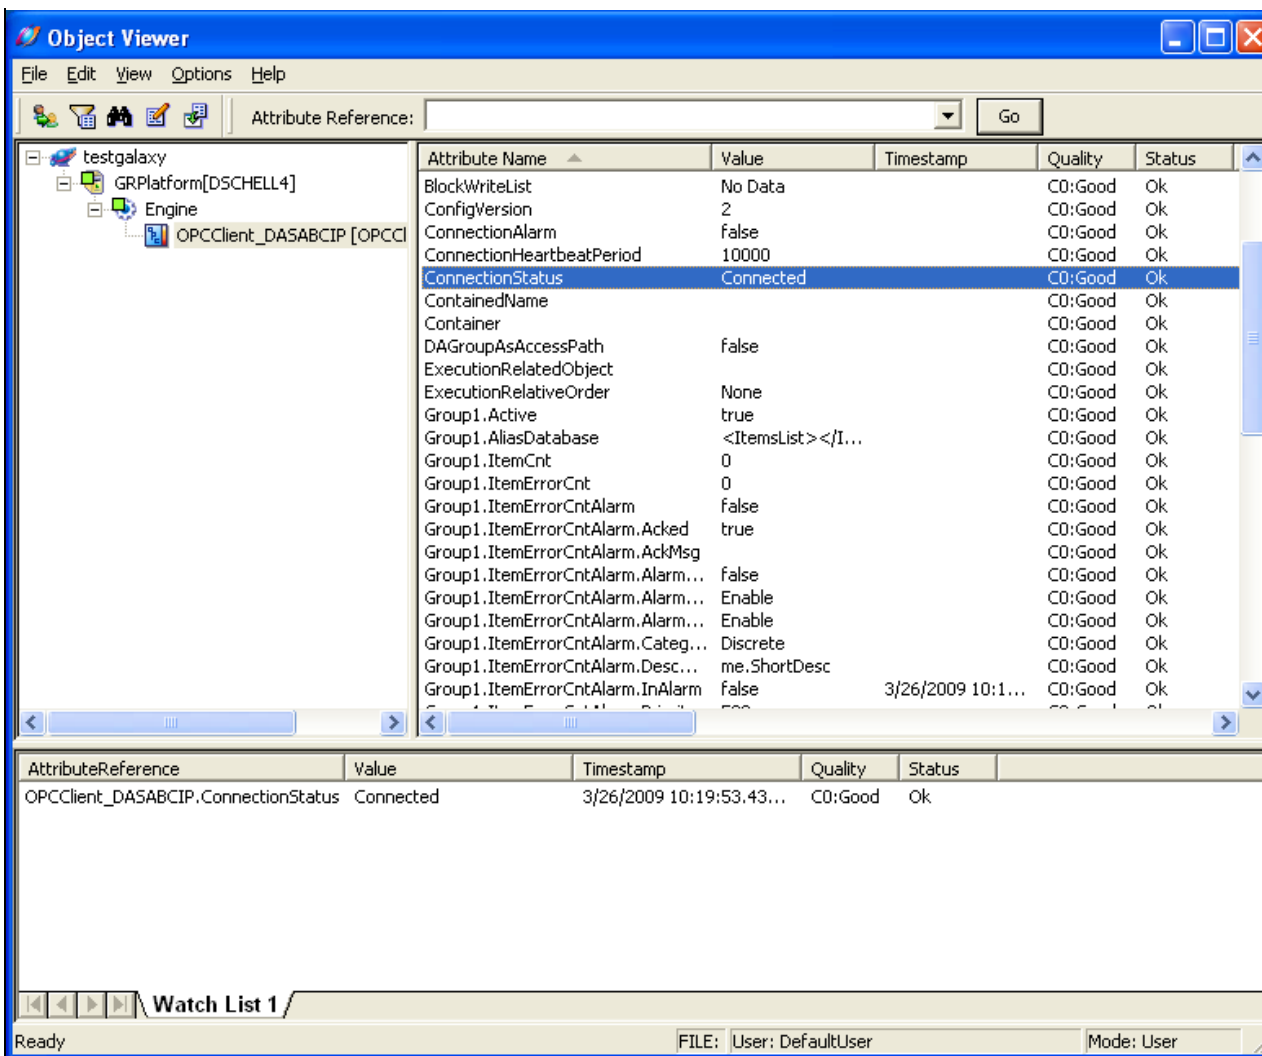 Object Viewer
File Edit View Options Help
Attribute Reference: Go
testgalaxy
GRPlatform[DSCHELL4]
Engine
OPCClient_DASABCIP [OPCCl
Attribute Name Value Timestamp Quality Status
BlockWriteList No Data C0:Good Ok
ConfigVersion 2 C0:Good Ok
ConnectionAlarm false C0:Good Ok
ConnectionHeartbeatPeriod 10000 C0:Good Ok
ConnectionStatus Connected C0:Good Ok
ContainedName C0:Good Ok
Container C0:Good Ok
DAGroupAsAccessPath false C0:Good Ok
ExecutionRelatedObject C0:Good Ok
ExecutionRelativeOrder None C0:Good Ok
Group1.Active true C0:Good Ok
Group1.AliasDatabase <ItemsList></I... C0:Good Ok
Group1.ItemCnt 0 C0:Good Ok
Group1.ItemErrorCnt 0 C0:Good Ok
Group1.ItemErrorCntAlarm false C0:Good Ok
Group1.ItemErrorCntAlarm.Acked true C0:Good Ok
Group1.ItemErrorCntAlarm.AckMsg C0:Good Ok
Group1.ItemErrorCntAlarm.Alarm... false C0:Good Ok
Group1.ItemErrorCntAlarm.Alarm... Enable C0:Good Ok
Group1.ItemErrorCntAlarm.Alarm... Enable C0:Good Ok
Group1.ItemErrorCntAlarm.Categ... Discrete C0:Good Ok
Group1.ItemErrorCntAlarm.Desc... me.ShortDesc C0:Good Ok
Group1.ItemErrorCntAlarm.InAlarm false 3/26/2009 10:1... C0:Good Ok
AttributeReference Value Timestamp Quality Status
OPCClient_DASABCIP.ConnectionStatus Connected 3/26/2009 10:19:53.43... C0:Good Ok
Watch List 1
Ready FILE: User: DefaultUser Mode: User